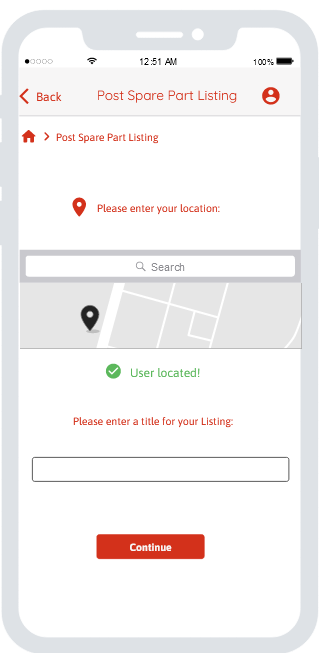 12:51 AM
100%
Back
Post Spare Part Listing
Post Spare Part Listing
Please enter your location:
Search
User located!
Please enter a title for your Listing:
Continue